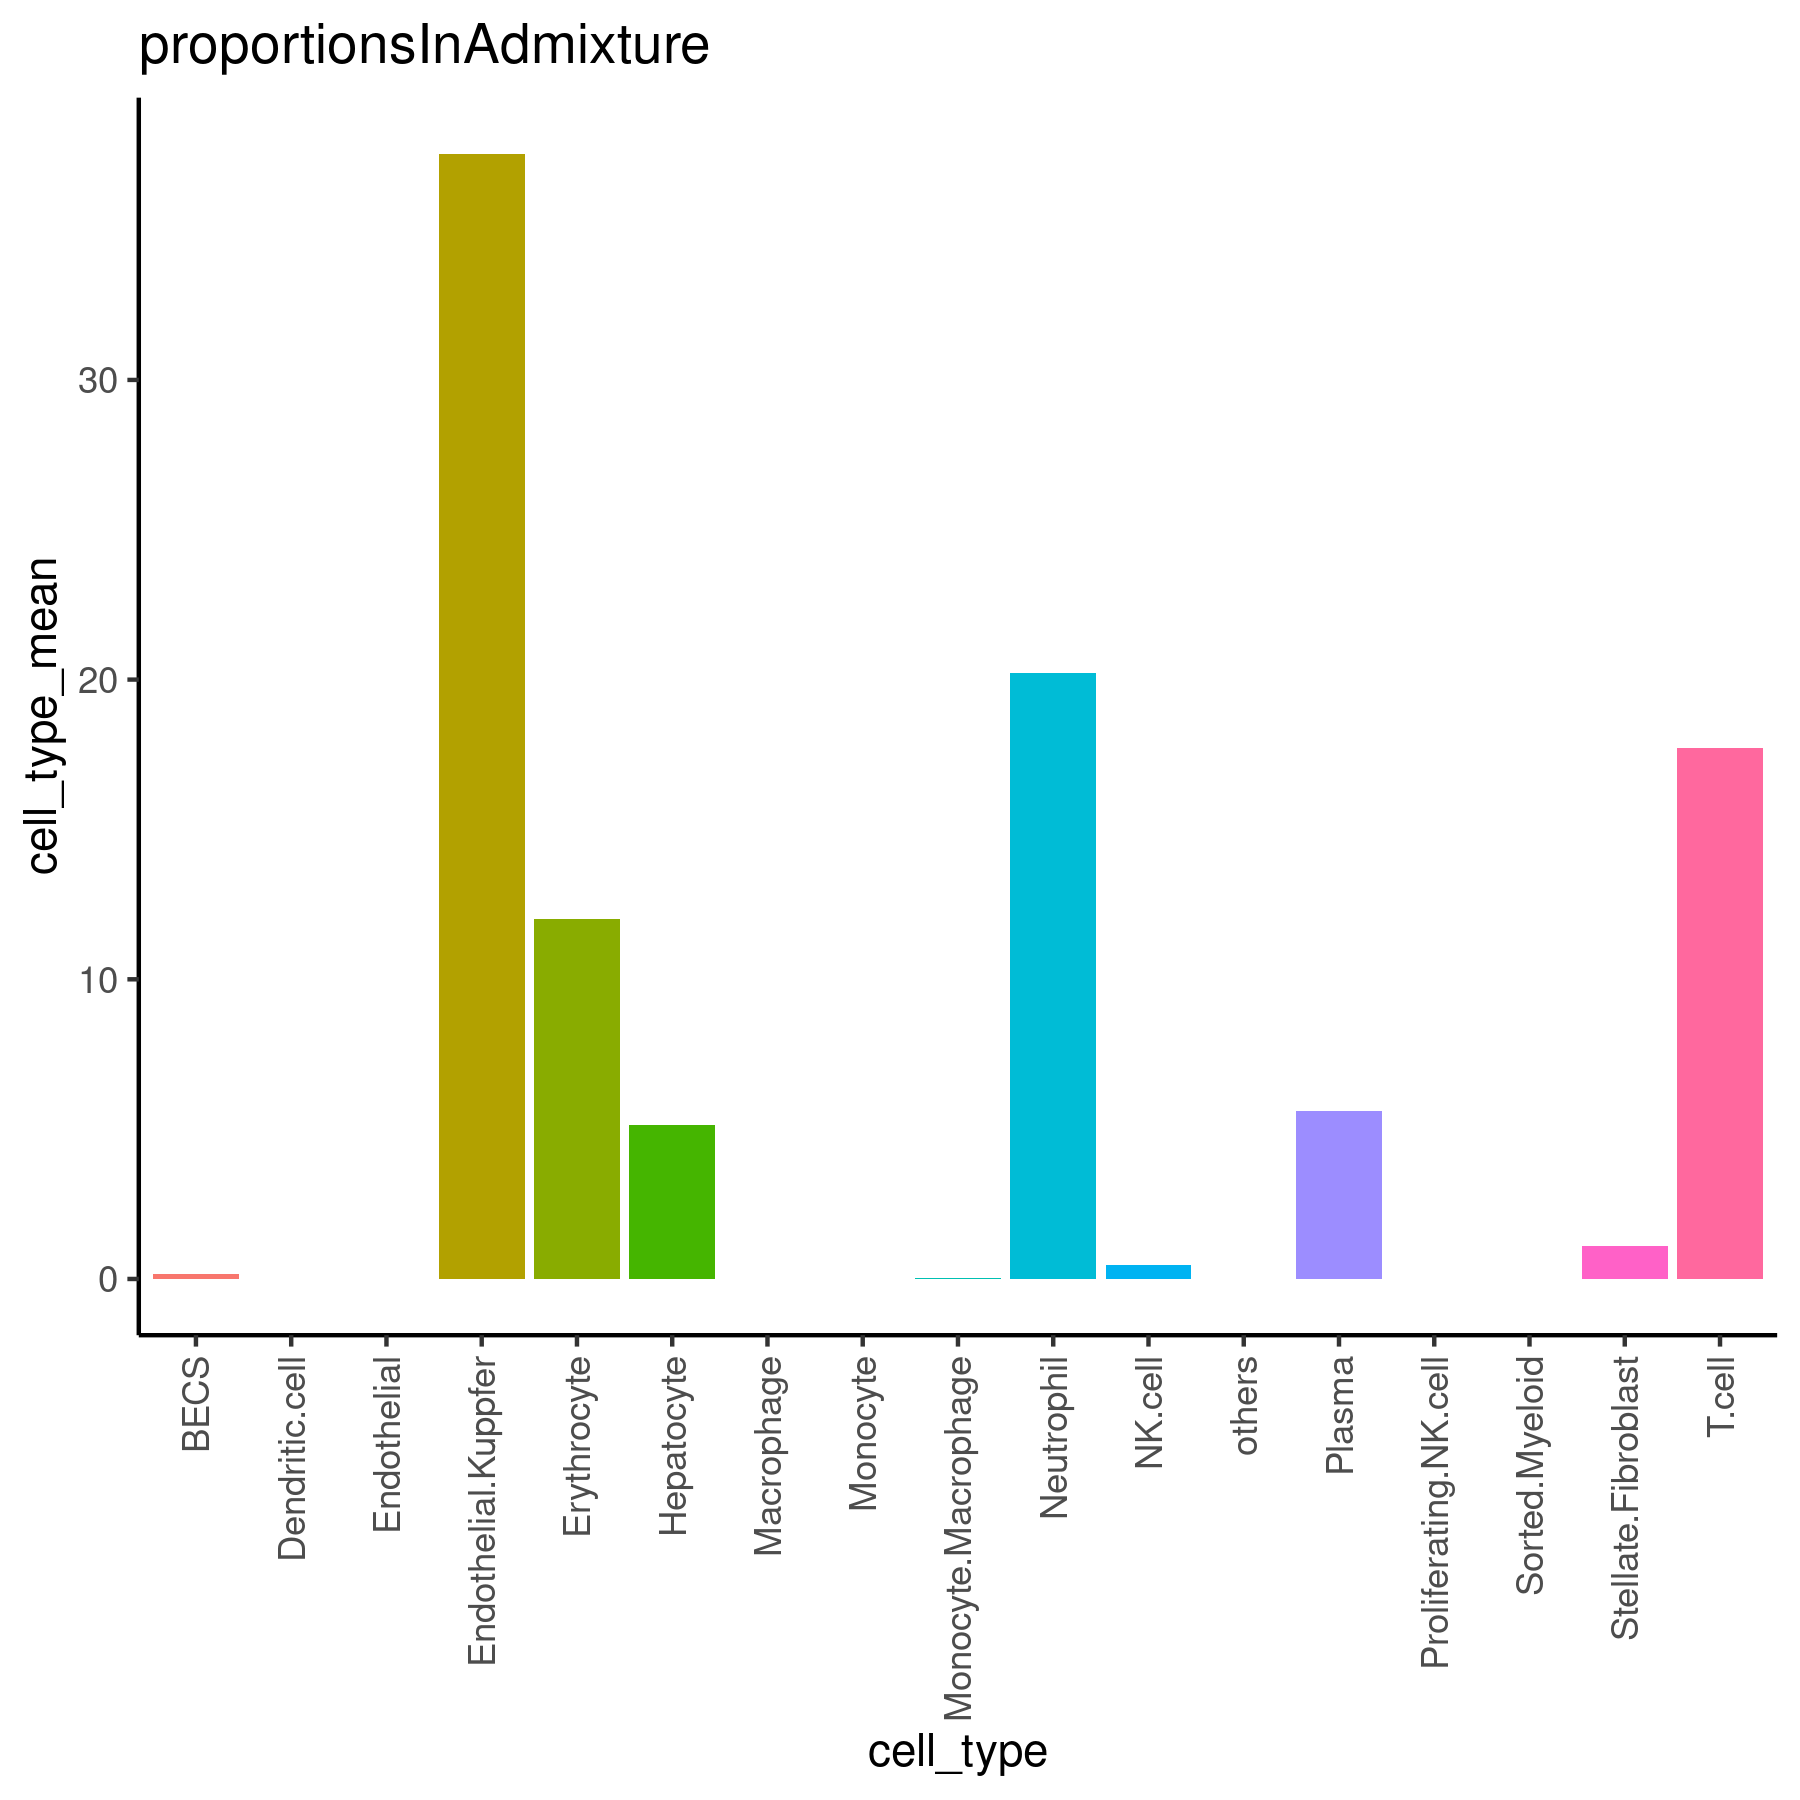 proportionsInAdmixture
cell_type_mean
30
20
10
0
BECS
Dendritic.cell
Endothelial
Endothelial.Kuppfer
Erythrocyte
Hepatocyte
Macrophage
Monocyte
Monocyte.Macrophage
Neutrophil
NK.cell
others
Plasma
Proliferating.NK.cell
Sorted.Myeloid
Stellate.Fibroblast
T.cell
cell_type